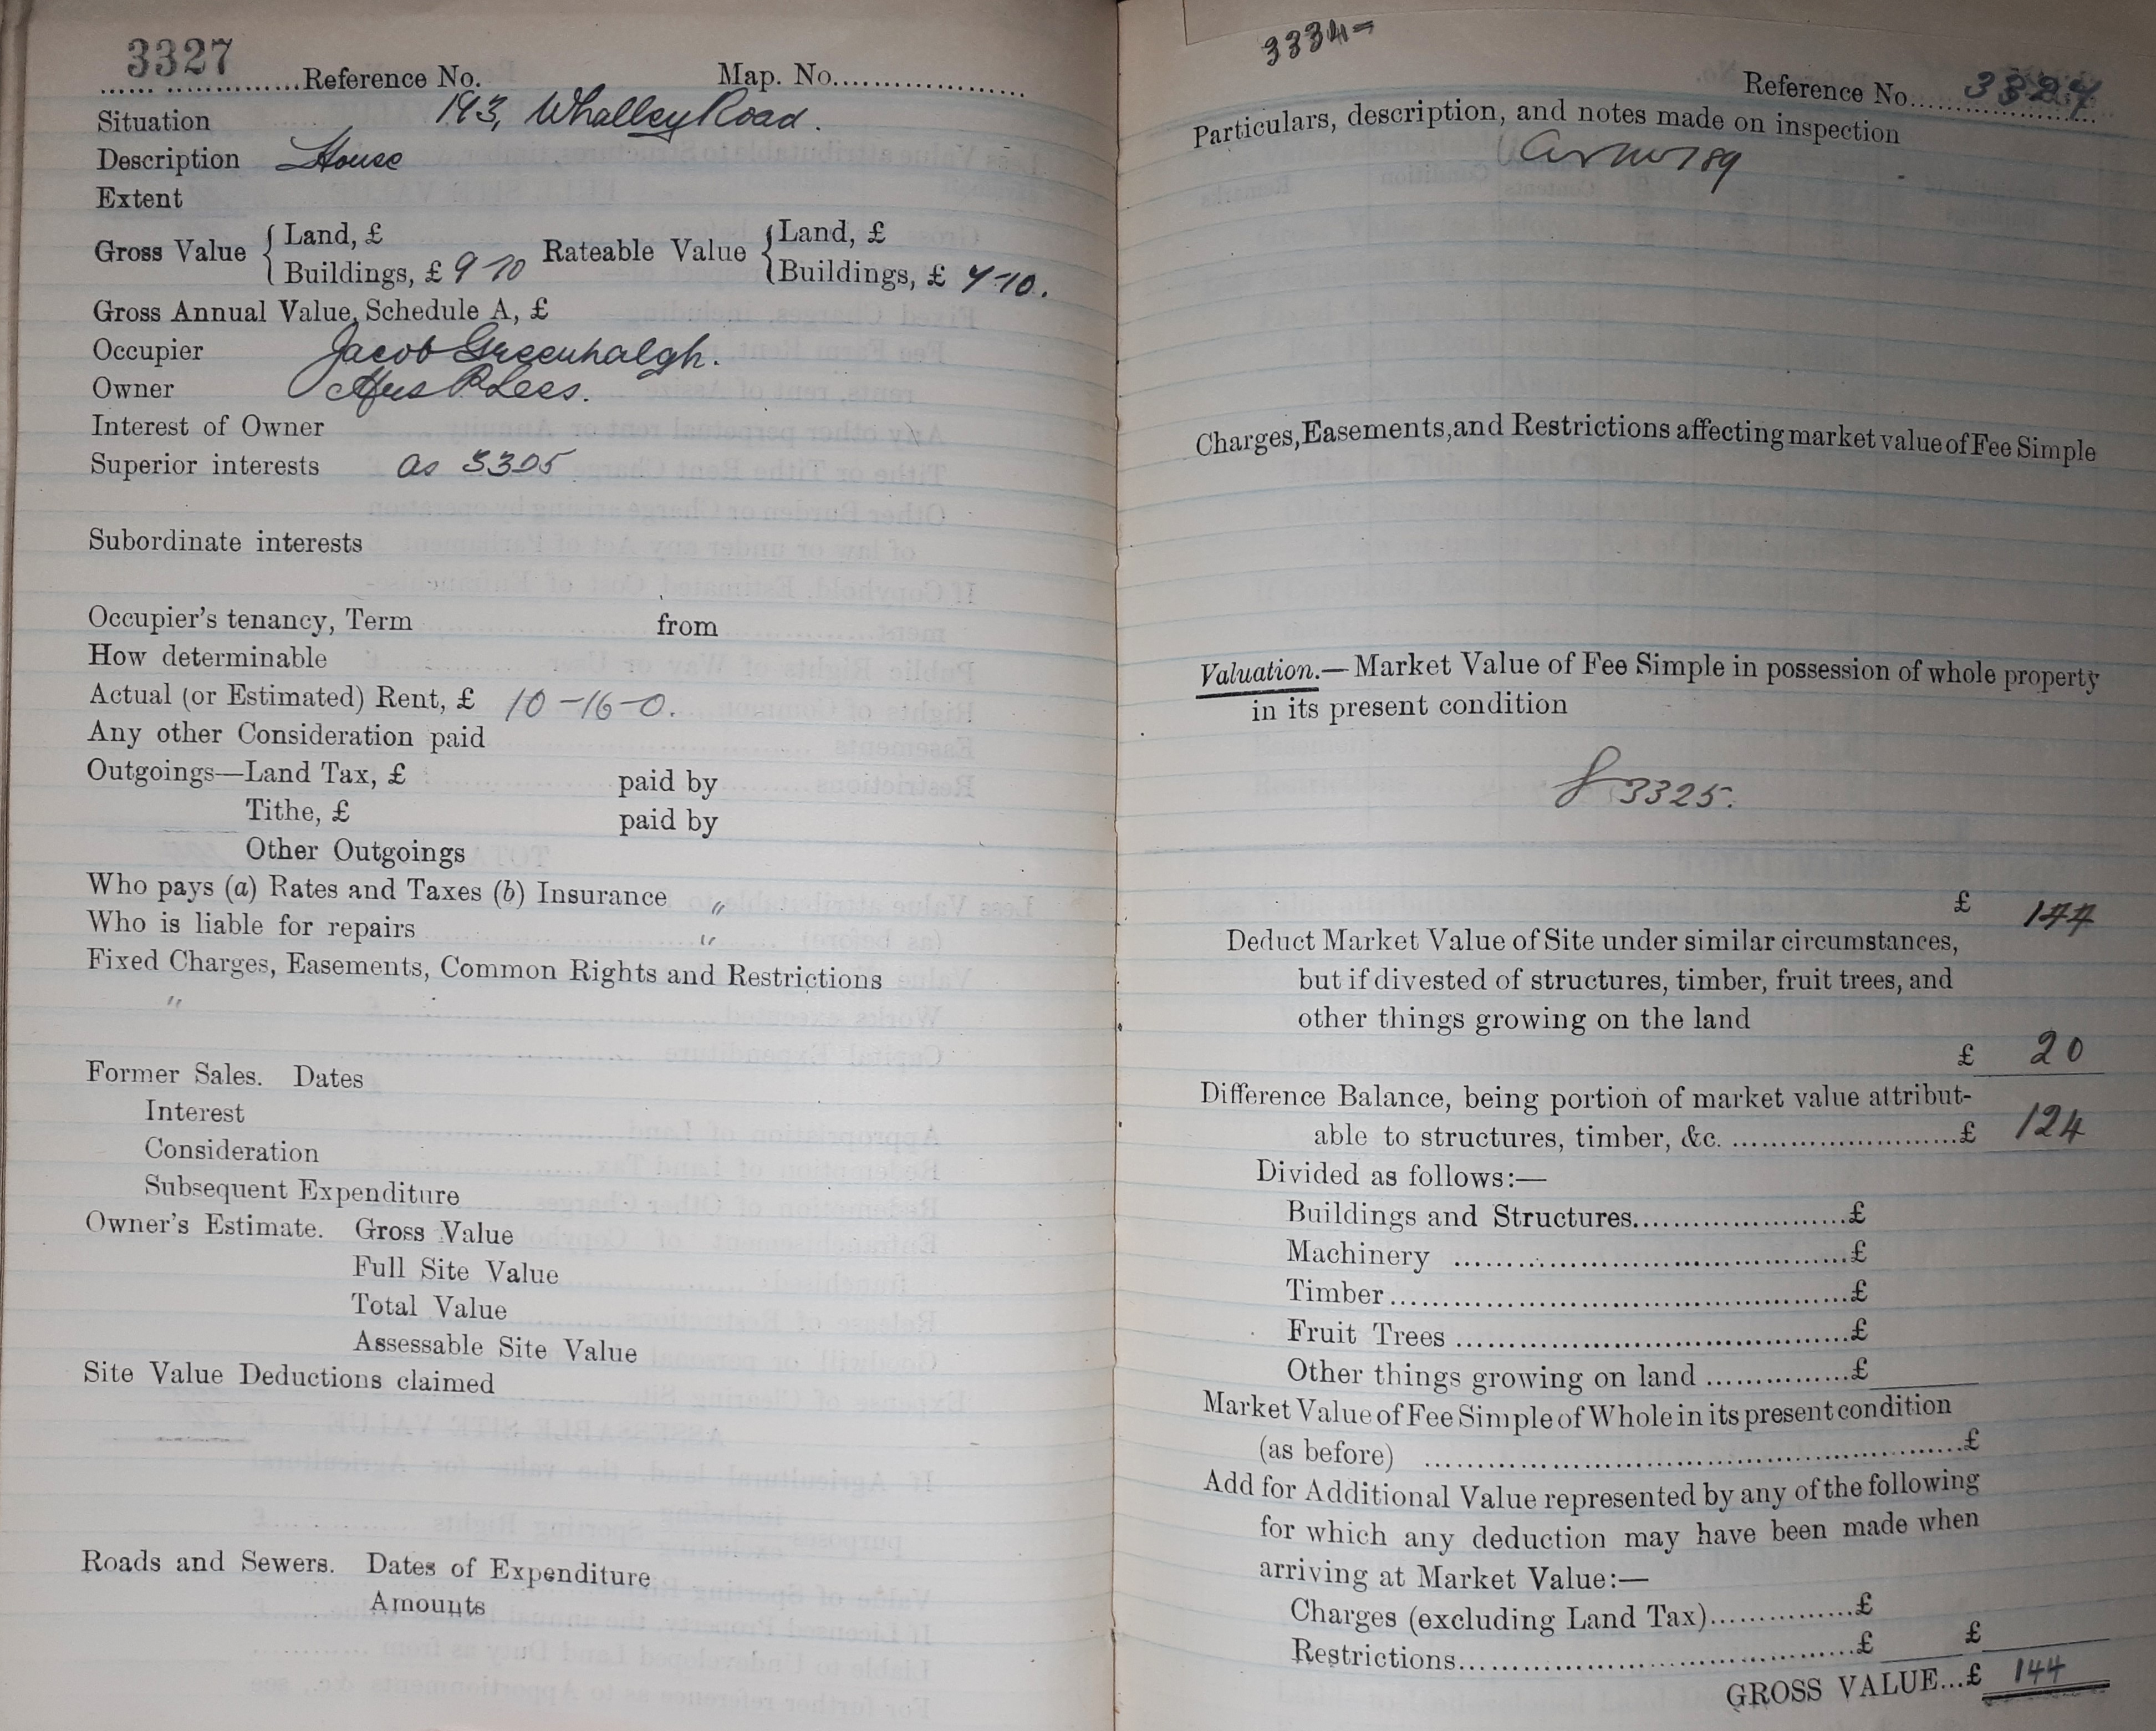 3327
Reference No. Map. No.
Situation 193, Whalley Road.
Description House
Extent
Gross Value { Land, £
Buildings, £ 9-10 Rateable Value { Land, £
Buildings, £ 7-10.
Gross Annual Value, Schedule A, £
Occupier Jacob Greenhalgh.
Owner Lees.
Interest of Owner
Superior interests as 3305
Subordinate interests
Occupier's tenancy, Term from
How determinable
Actual (or Estimated) Rent, £ 10-16-0.
Any other Consideration paid
Outgoings—Land Tax, £ paid by
Tithe, £ paid by
Other Outgoings
Who pays (a) Rates and Taxes (b) Insurance "
Who is liable for repairs "
Fixed Charges, Easements, Common Rights and Restrictions
"
Former Sales. Dates
Interest
Consideration
Subsequent Expenditure
Owner's Estimate. Gross Value
Full Site Value
Total Value
Assessable Site Value
Site Value Deductions claimed
Roads and Sewers. Dates of Expenditure
Amounts
3334
Reference No. 3327
Particulars, description, and notes made on inspection
189
Charges, Easements, and Restrictions affecting market value of Fee Simple
Valuation.—Market Value of Fee Simple in possession of whole property
in its present condition
3325.
£ 144
Deduct Market Value of Site under similar circumstances,
but if divested of structures, timber, fruit trees, and
other things growing on the land
£ 20
Difference Balance, being portion of market value attribut-
able to structures, timber, &c. £ 124
Divided as follows:—
Buildings and Structures £
Machinery £
Timber £
Fruit Trees £
Other things growing on land £
Market Value of Fee Simple of Whole in its present condition
(as before) £
Add for Additional Value represented by any of the following
for which any deduction may have been made when
arriving at Market Value:—
Charges (excluding Land Tax) £
Restrictions £ £
GROSS VALUE...£ 144